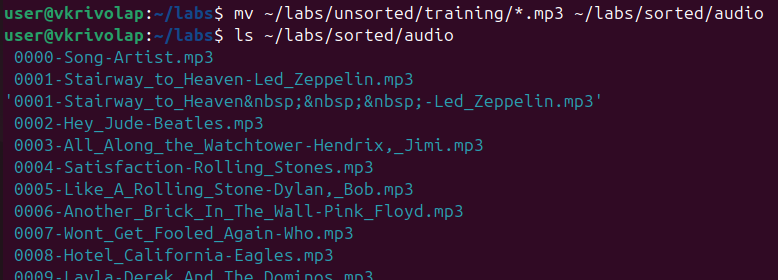 user@vkrivolap:~/labs$ mv ~/labs/unsorted/training/*.mp3 ~/labs/sorted/audio
user@vkrivolap:~/labs$ ls ~/labs/sorted/audio
0000-Song-Artist.mp3
0001-Stairway_to_Heaven-Led_Zeppelin.mp3
'0001-Stairway_to_Heaven&nbsp;&nbsp;&nbsp;-Led_Zeppelin.mp3'
0002-Hey_Jude-Beatles.mp3
0003-All_Along_the_Watchtower-Hendrix,_Jimi.mp3
0004-Satisfaction-Rolling_Stones.mp3
0005-Like_A_Rolling_Stone-Dylan,_Bob.mp3
0006-Another_Brick_In_The_Wall-Pink_Floyd.mp3
0007-Wont_Get_Fooled_Again-Who.mp3
0008-Hotel_California-Eagles.mp3
0009-Layla-Derek_And_The_Dominos.mp3